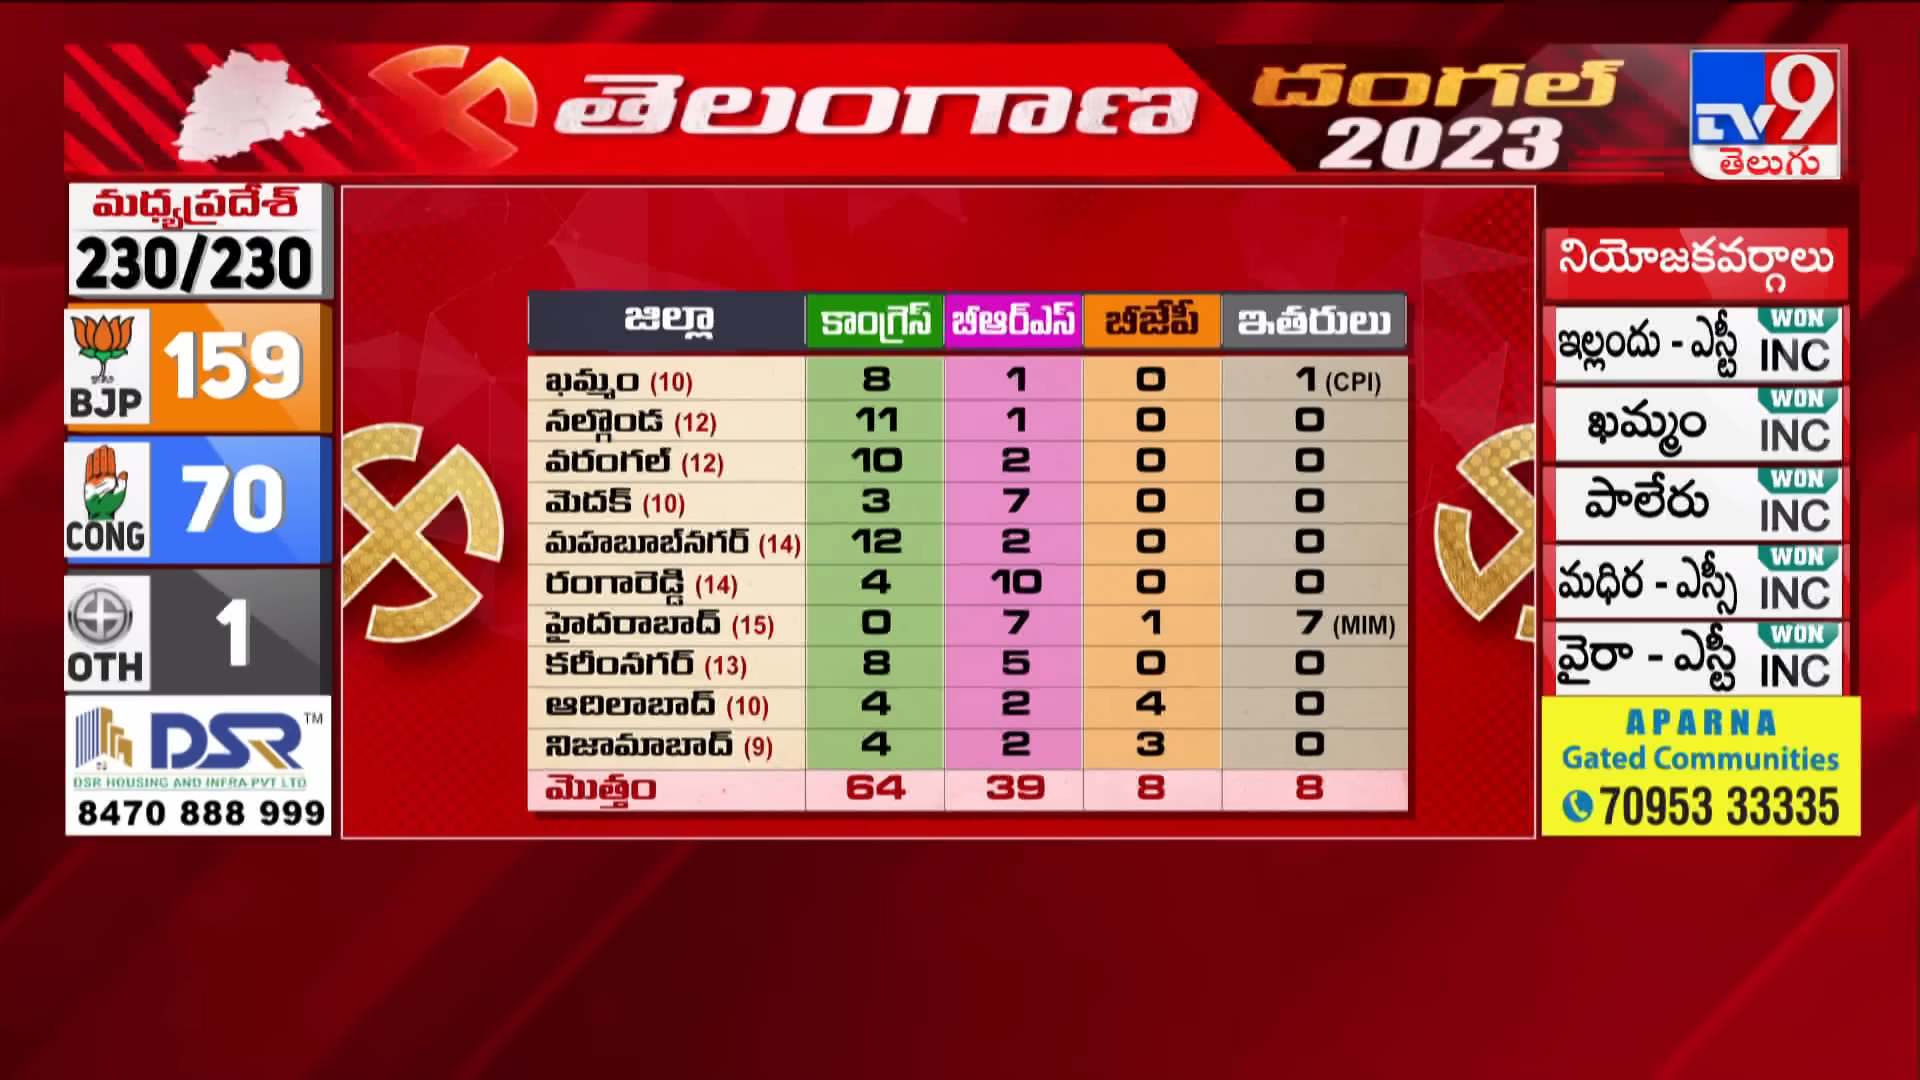 తెలంగాణ
దంగల్
2023
TV9
తెలుగు
మధ్యప్రదేశ్
230/230
BJP 159
CONG 70
OTH 1
DSR TM
DSR HOUSING AND INFRA PVT LTD
8470 888 999
జిల్లా కాంగ్రెస్ బీఆర్ఎస్ బీజేపీ ఇతరులు
ఖమ్మం (10) 8 1 0 1 (CPI)
నల్గొండ (12) 11 1 0 0
వరంగల్ (12) 10 2 0 0
మెదక్ (10) 3 7 0 0
మహబూబ్‌నగర్ (14) 12 2 0 0
రంగారెడ్డి (14) 4 10 0 0
హైదరాబాద్ (15) 0 7 1 7 (MIM)
కరీంనగర్ (13) 8 5 0 0
ఆదిలాబాద్ (10) 4 2 4 0
నిజామాబాద్ (9) 4 2 3 0
మొత్తం 64 39 8 8
నియోజకవర్గాలు
ఇల్లందు - ఎస్టీ WON INC
ఖమ్మం WON INC
పాలేరు WON INC
మధిర - ఎస్సీ WON INC
వైరా - ఎస్టీ WON INC
APARNA
Gated Communities
70953 33335